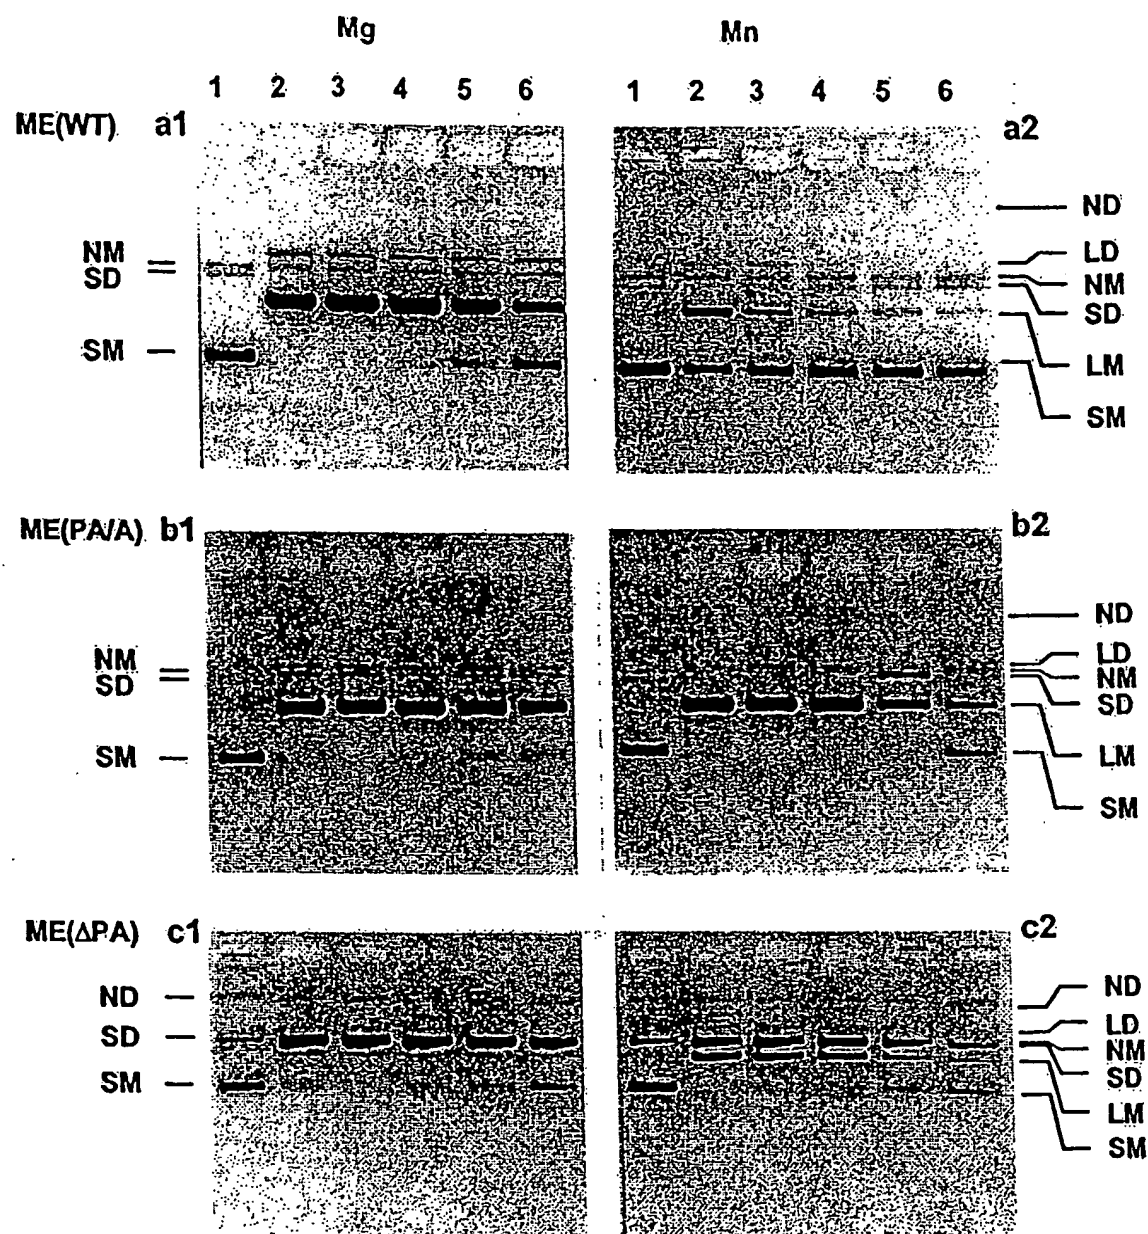 Mg Mn
1 2 3 4 5 6 1 2 3 4 5 6
ME(WT) a1 a2
ND
NM LD
SD NM
SD
SM LM
SM
ME(PA/A) b1 b2
ND
NM LD
SD NM
SD
SM LM
SM
ME(ΔPA) c1 c2
ND ND
LD
SD NM
SD
SM LM
SM